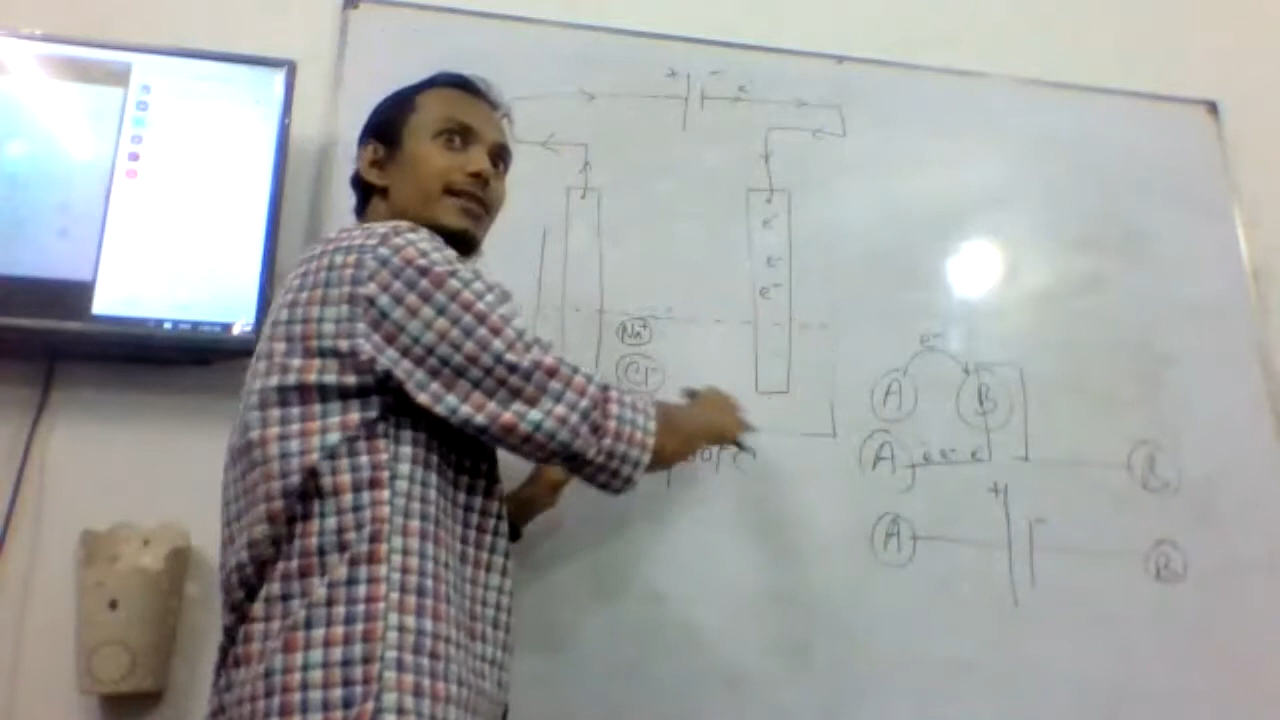 + - e-
e-
e-
e-
Na+
Cl-
e-
A B
A e- e- e- B
+ -
A B